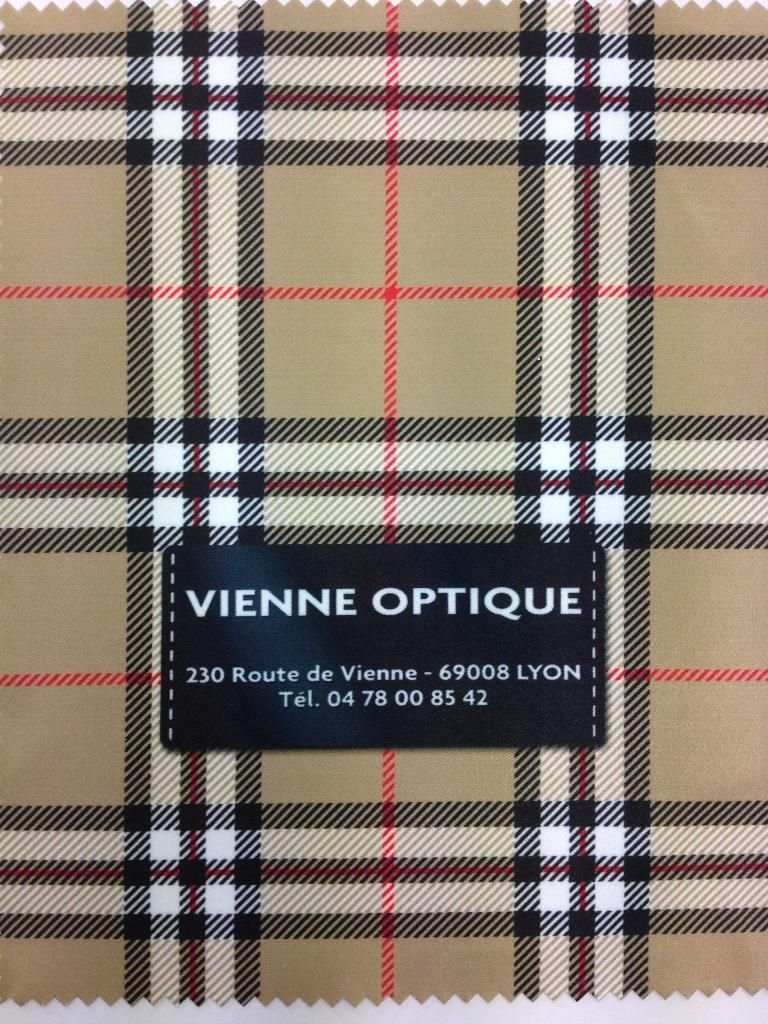 VIENNE OPTIQUE
230 Route de Vienne - 69008 LYON
Tél. 04 78 00 85 42